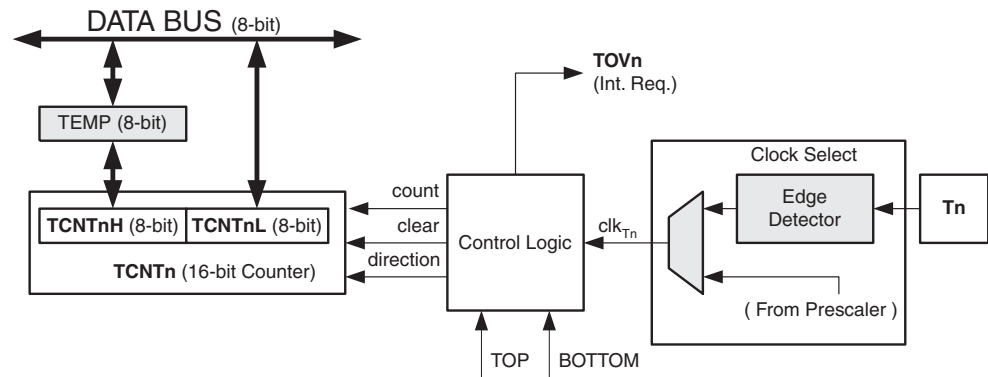 DATA BUS (8-bit)
TOVn
(Int. Req.)
TEMP (8-bit)
Clock Select
count
Edge
Detector
Tn
TCNTnH (8-bit) TCNTnL (8-bit)
clear
Control Logic
clkTn
TCNTn (16-bit Counter)
direction
( From Prescaler )
TOP
BOTTOM